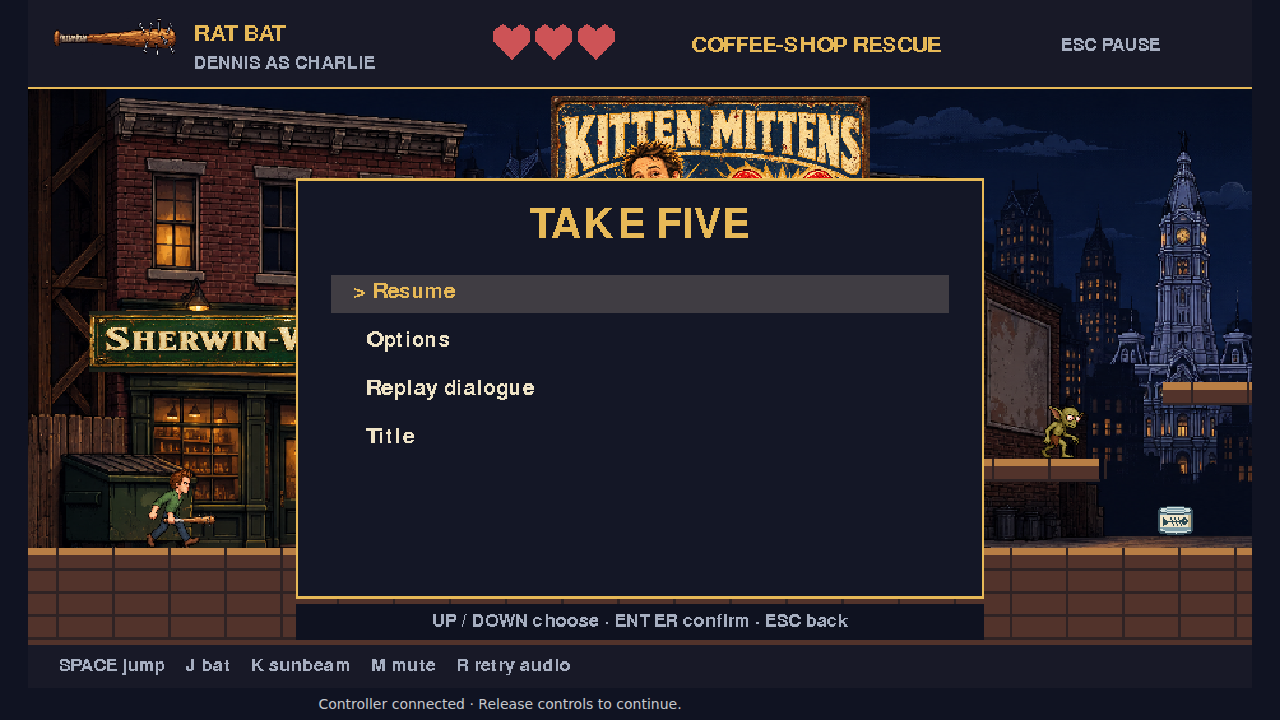 RAT BAT
DENNIS AS CHARLIE
COFFEE-SHOP RESCUE
ESC PAUSE
KITTEN MITTENS
TAKE FIVE
> Resume
Options
Replay dialogue
Title
SHERWIN-
UP / DOWN choose · ENTER confirm · ESC back
SPACE jump J bat K sunbeam M mute R retry audio
Controller connected · Release controls to continue.